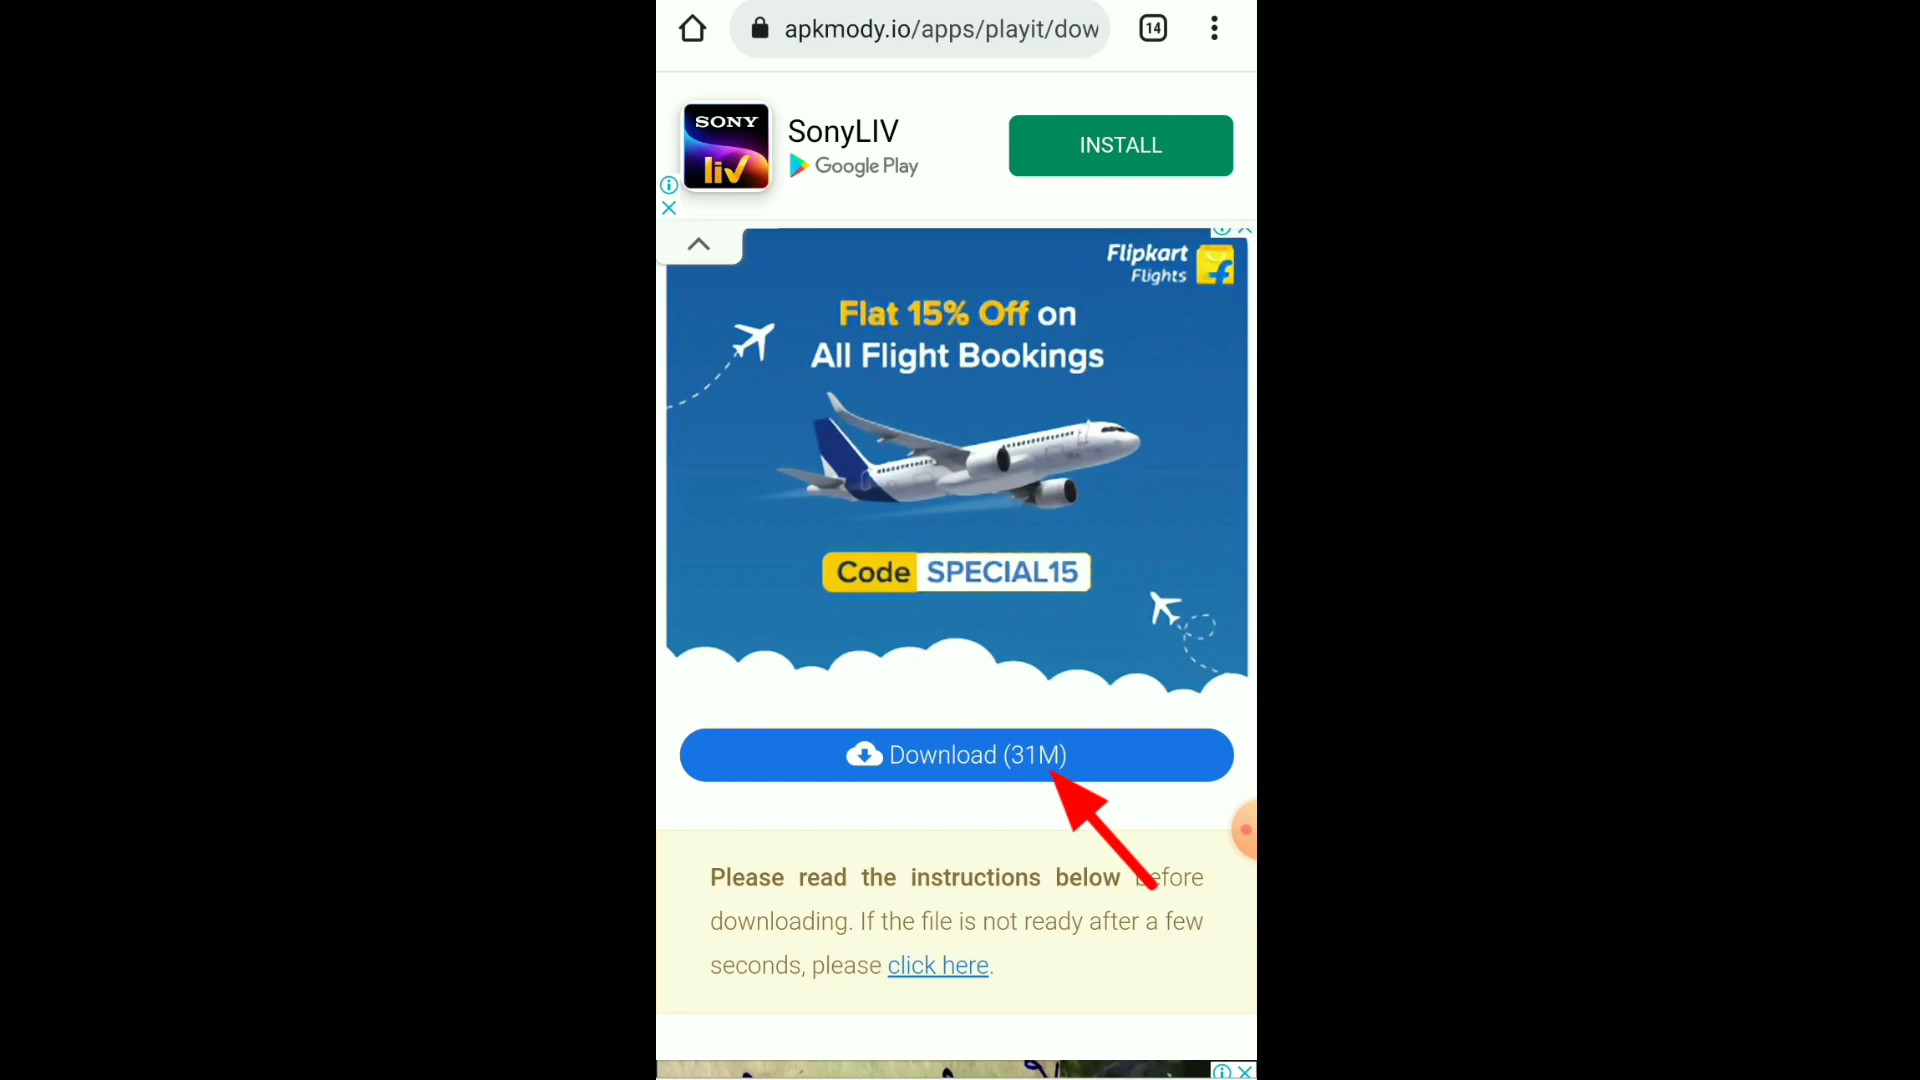 apkmody.io/apps/playit/dow
14
SONY
liv
SonyLIV
Google Play
INSTALL
Flipkart
Flights
Flat 15% Off on
All Flight Bookings
Code SPECIAL15
Download (31M)
Please read the instructions below before
downloading. If the file is not ready after a few
seconds, please click here.